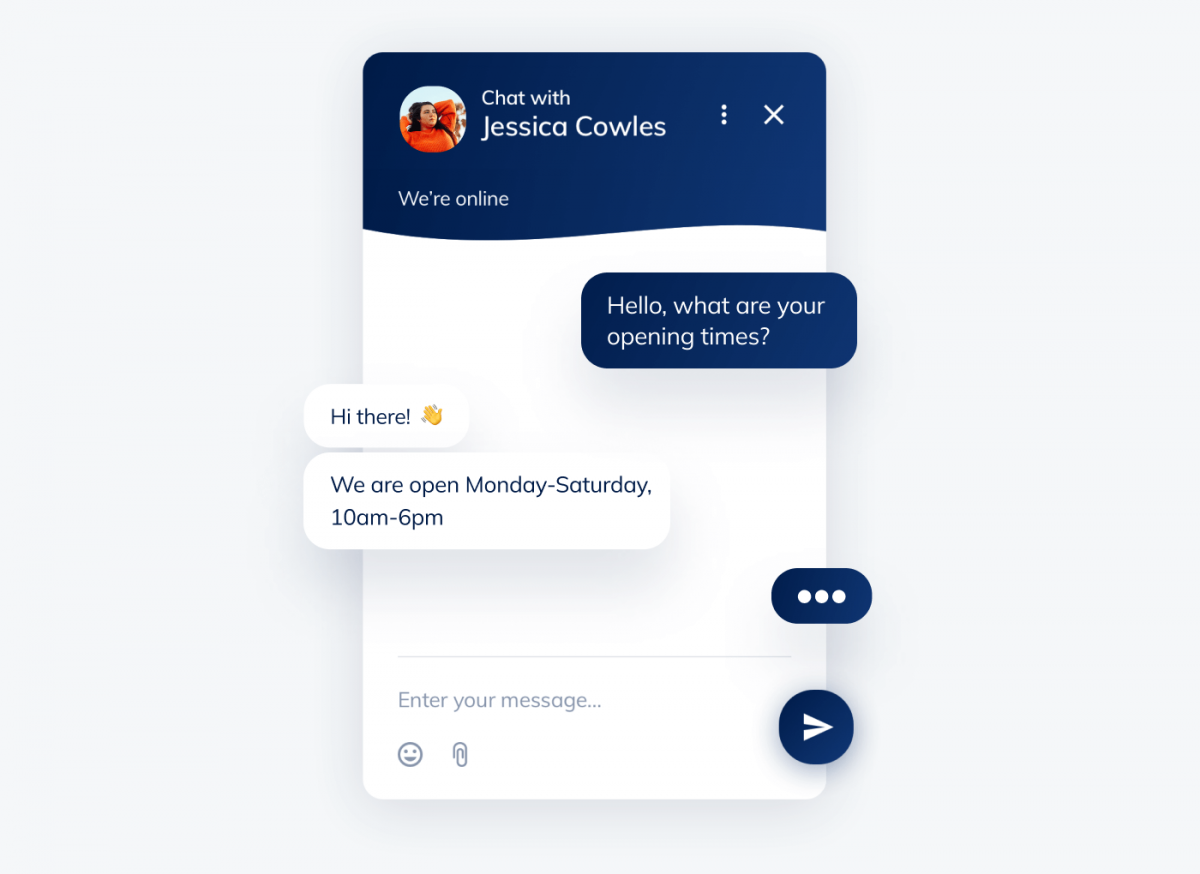 Chat with
Jessica Cowles
We’re online
Hello, what are your
opening times?
Hi there! 👋
We are open Monday-Saturday,
10am-6pm
Enter your message...